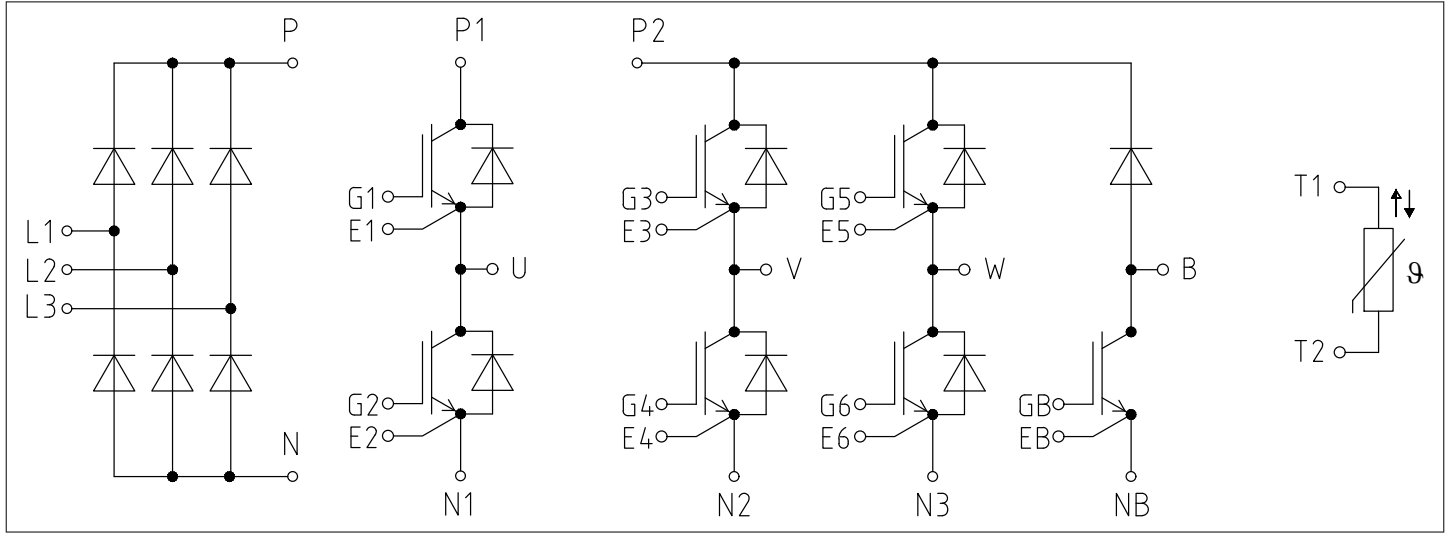 P P1 P2
G1 G3 G5 T1
L1 E1 E3 E5
L2 U V W B ϑ
L3
T2
G2 G4 G6 GB
N E2 E4 E6 EB
N1 N2 N3 NB